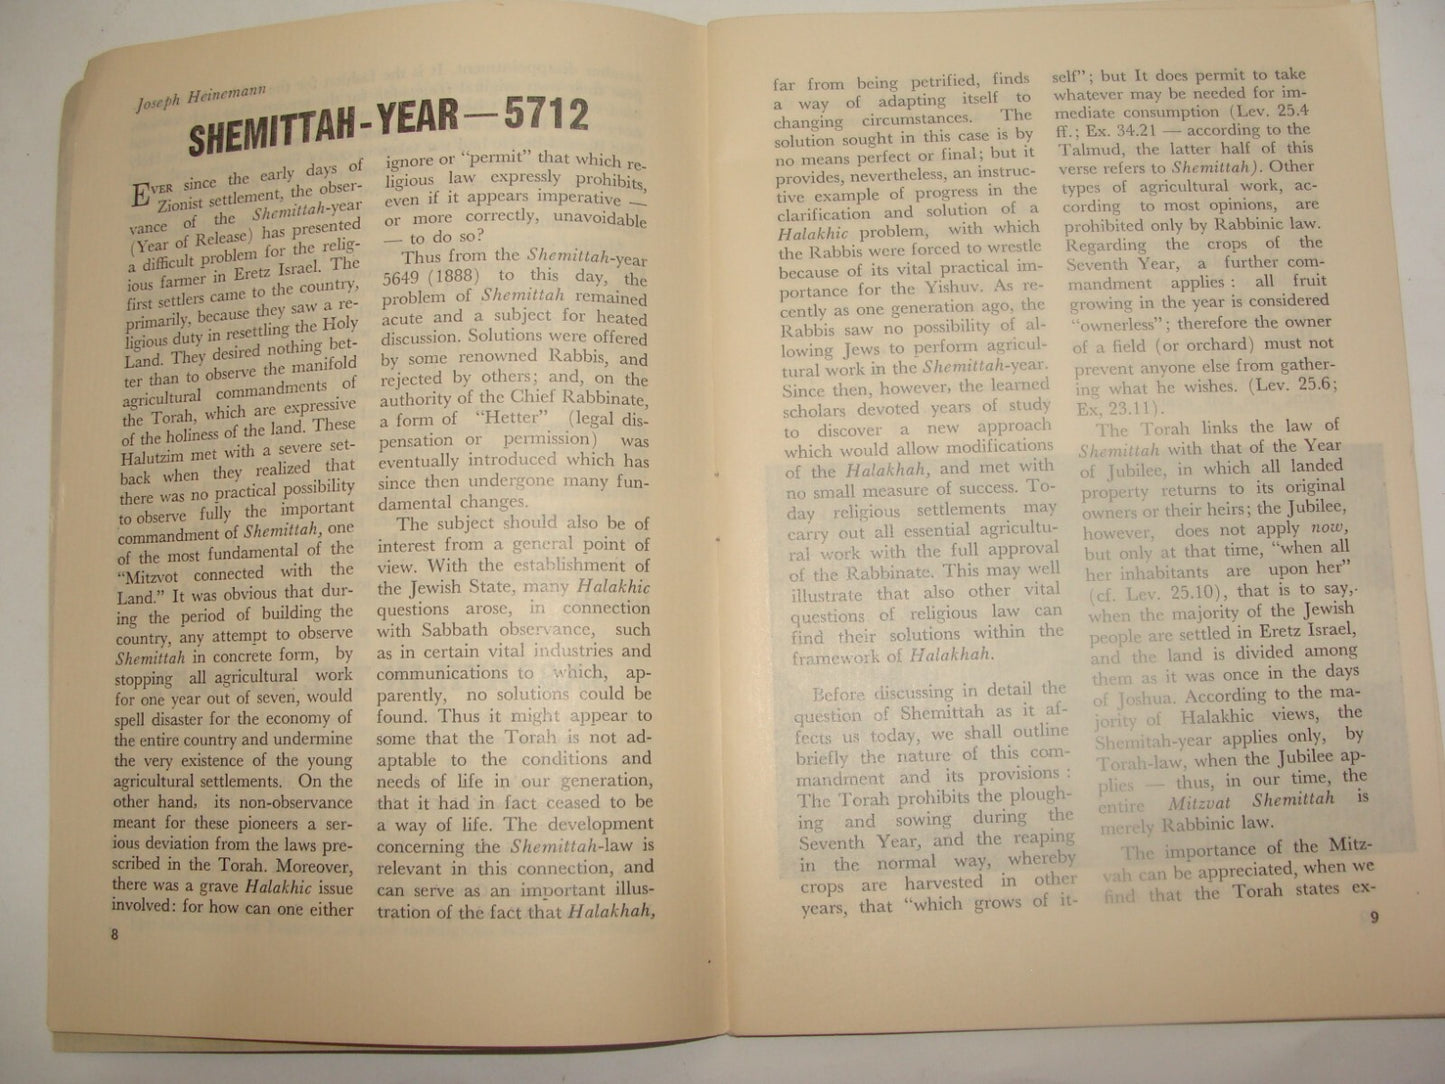 Joseph Heinemann
SHEMITTAH-YEAR — 5712
EVER since the early days of
Zionist settlement, the obser-
vance of the Shemittah-year
(Year of Release) has presented
a difficult problem for the relig-
ious farmer in Eretz Israel. The
first settlers came to the country,
primarily, because they saw a re-
ligious duty in resettling the Holy
Land. They desired nothing bet-
ter than to observe the manifold
agricultural commandments of
the Torah, which are expressive
of the holiness of the land. These
Halutzim met with a severe set-
back when they realized that
there was no practical possibility
to observe fully the important
commandment of Shemittah, one
of the most fundamental of the
“Mitzvot connected with the
Land.” It was obvious that dur-
ing the period of building the
country, any attempt to observe
Shemittah in concrete form, by
stopping all agricultural work
for one year out of seven, would
spell disaster for the economy of
the entire country and undermine
the very existence of the young
agricultural settlements. On the
other hand, its non-observance
meant for these pioneers a ser-
ious deviation from the laws pre-
scribed in the Torah. Moreover,
there was a grave Halakhic issue
involved: for how can one either
8
ignore or “permit” that which re-
ligious law expressly prohibits,
even if it appears imperative —
or more correctly, unavoidable
— to do so?
Thus from the Shemittah-year
5649 (1888) to this day, the
problem of Shemittah remained
acute and a subject for heated
discussion. Solutions were offered
by some renowned Rabbis, and
rejected by others; and, on the
authority of the Chief Rabbinate,
a form of “Hetter” (legal dis-
pensation or permission) was
eventually introduced which has
since then undergone many fun-
damental changes.
The subject should also be of
interest from a general point of
view. With the establishment of
the Jewish State, many Halakhic
questions arose, in connection
with Sabbath observance, such
as in certain vital industries and
communications to which, ap-
parently, no solutions could be
found. Thus it might appear to
some that the Torah is not ad-
aptable to the conditions and
needs of life in our generation,
that it had in fact ceased to be
a way of life. The development
concerning the Shemittah-law is
relevant in this connection, and
can serve as an important illus-
tration of the fact that Halakhah,
far from being petrified, finds
a way of adapting itself to
changing circumstances. The
solution sought in this case is by
no means perfect or final; but it
provides, nevertheless, an instruc-
tive example of progress in the
clarification and solution of a
Halakhic problem, with which
the Rabbis were forced to wrestle
because of its vital practical im-
portance for the Yishuv. As re-
cently as one generation ago, the
Rabbis saw no possibility of al-
lowing Jews to perform agricul-
tural work in the Shemittah-year.
Since then, however, the learned
scholars devoted years of study
to discover a new approach
which would allow modifications
of the Halakhah, and met with
no small measure of success. To-
day religious settlements may
carry out all essential agricultu-
ral work with the full approval
of the Rabbinate. This may well
illustrate that also other vital
questions of religious law can
find their solutions within the
framework of Halakhah.
Before discussing in detail the
question of Shemittah as it af-
fects us today, we shall outline
briefly the nature of this com-
mandment and its provisions:
The Torah prohibits the plough-
ing and sowing during the
Seventh Year, and the reaping
in the normal way, whereby
crops are harvested in other
years, that “which grows of it-
self”; but It does permit to take
whatever may be needed for im-
mediate consumption (Lev. 25.4
ff.; Ex. 34.21 — according to the
Talmud, the latter half of this
verse refers to Shemittah). Other
types of agricultural work, ac-
cording to most opinions, are
prohibited only by Rabbinic law.
Regarding the crops of the
Seventh Year, a further com-
mandment applies: all fruit
growing in the year is considered
“ownerless”; therefore the owner
of a field (or orchard) must not
prevent anyone else from gather-
ing what he wishes. (Lev. 25.6;
Ex, 23.11).
The Torah links the law of
Shemittah with that of the Year
of Jubilee, in which all landed
property returns to its original
owners or their heirs; the Jubilee,
however, does not apply now,
but only at that time, “when all
her inhabitants are upon her”
(cf. Lev. 25.10), that is to say,
when the majority of the Jewish
people are settled in Eretz Israel,
and the land is divided among
them as it was once in the days
of Joshua. According to the ma-
jority of Halakhic views, the
Shemitah-year applies only, by
Torah-law, when the Jubilee ap-
plies — thus, in our time, the
entire Mitzvat Shemittah is
merely Rabbinic law.
The importance of the Mitz-
vah can be appreciated, when we
find that the Torah states ex-
9